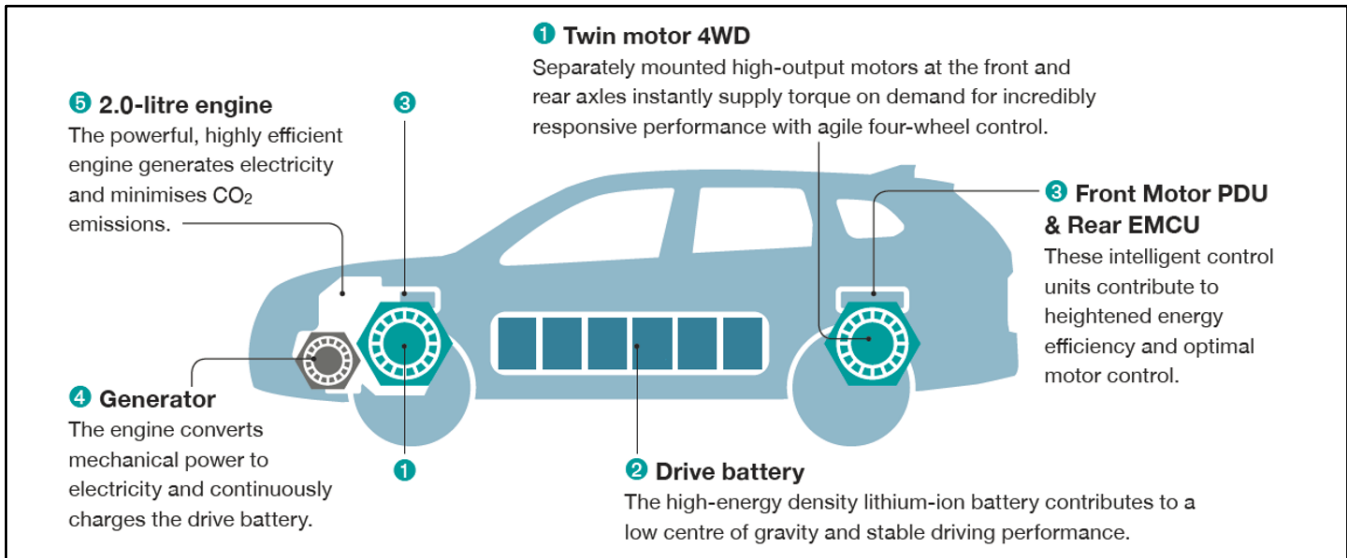 ❶ Twin motor 4WD
Separately mounted high-output motors at the front and
rear axles instantly supply torque on demand for incredibly
responsive performance with agile four-wheel control.
❺ 2.0-litre engine
The powerful, highly efficient
engine generates electricity
and minimises CO₂
emissions.
❸
❸ Front Motor PDU
& Rear EMCU
These intelligent control
units contribute to
heightened energy
efficiency and optimal
motor control.
❹ Generator
The engine converts
mechanical power to
electricity and continuously
charges the drive battery.
❶
❷ Drive battery
The high-energy density lithium-ion battery contributes to a
low centre of gravity and stable driving performance.